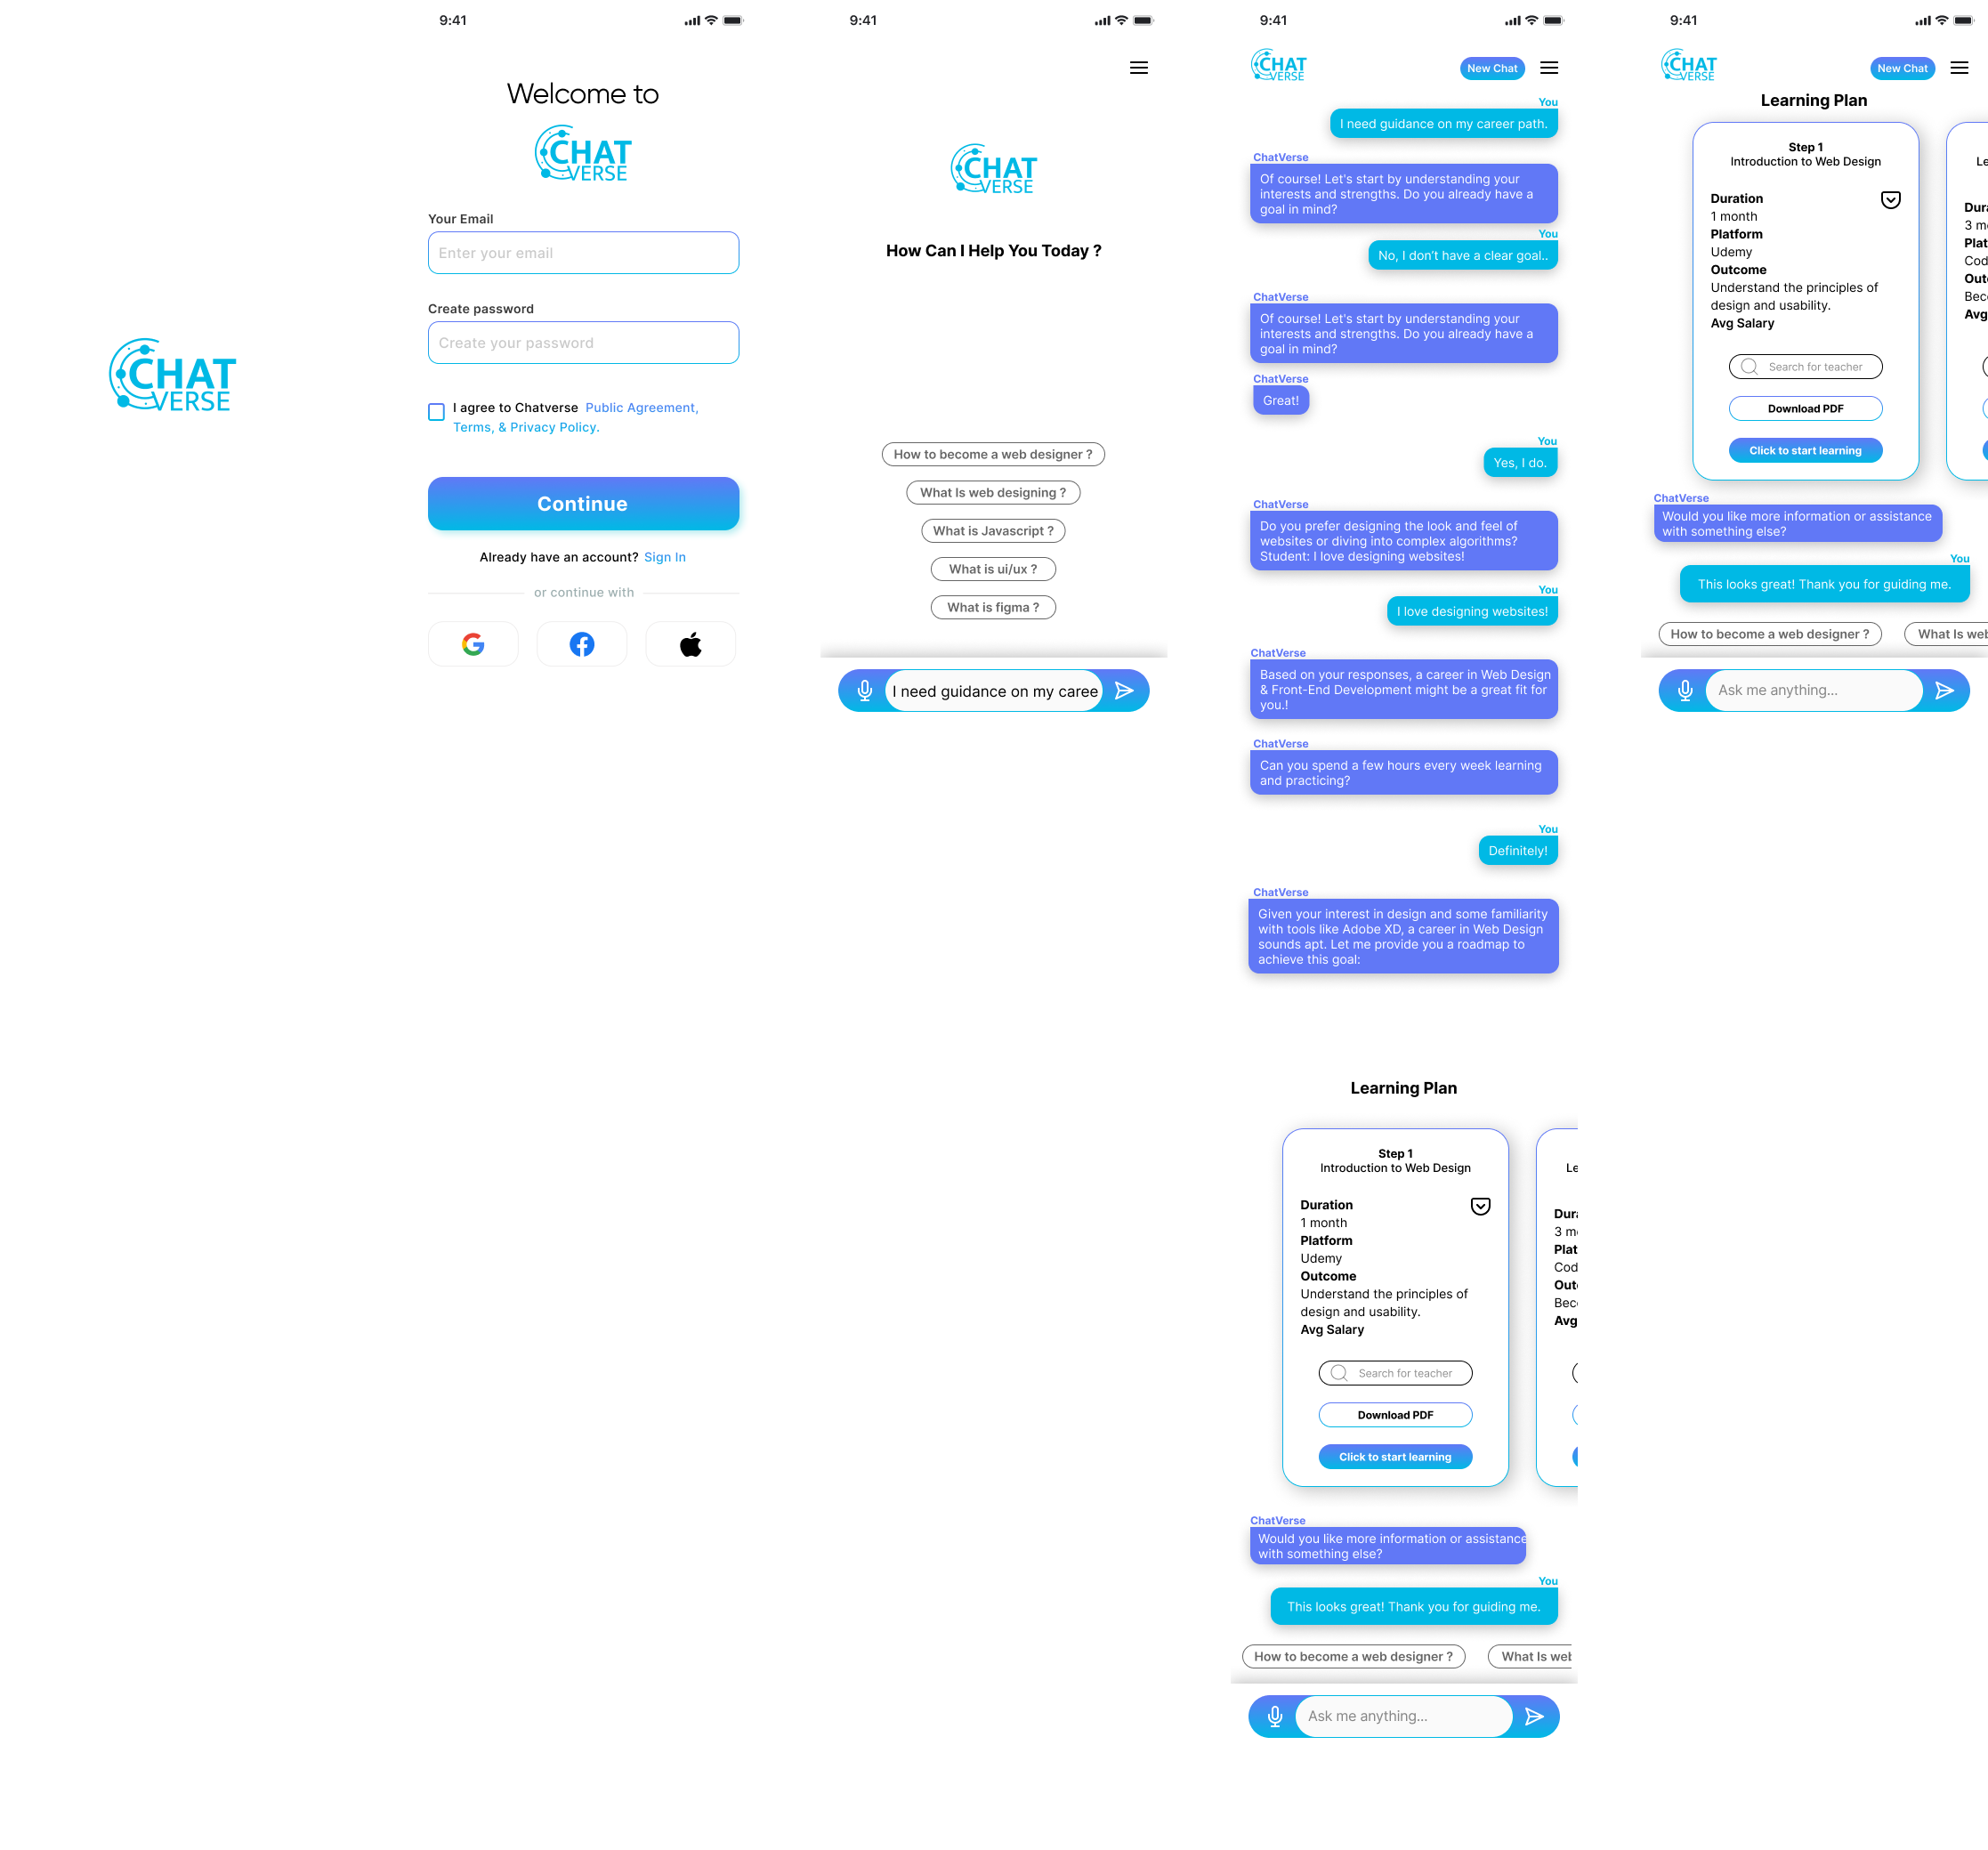 CHAT
VERSE
9:41
Welcome to
CHAT
VERSE
Your Email
Enter your email
Create password
Create your password
I agree to Chatverse Public Agreement,
Terms, & Privacy Policy.
Continue
Already have an account? Sign In
or continue with
9:41
CHAT
VERSE
How Can I Help You Today ?
How to become a web designer ?
What Is web designing ?
What is Javascript ?
What is ui/ux ?
What is figma ?
I need guidance on my caree
9:41
CHAT
VERSE
New Chat
You
I need guidance on my career path.
ChatVerse
Of course! Let's start by understanding your
interests and strengths. Do you already have a
goal in mind?
You
No, I don't have a clear goal..
ChatVerse
Of course! Let's start by understanding your
interests and strengths. Do you already have a
goal in mind?
ChatVerse
Great!
You
Yes, I do.
ChatVerse
Do you prefer designing the look and feel of
websites or diving into complex algorithms?
Student: I love designing websites!
You
I love designing websites!
ChatVerse
Based on your responses, a career in Web Design
& Front-End Development might be a great fit for
you.!
ChatVerse
Can you spend a few hours every week learning
and practicing?
You
Definitely!
ChatVerse
Given your interest in design and some familiarity
with tools like Adobe XD, a career in Web Design
sounds apt. Let me provide you a roadmap to
achieve this goal:
Learning Plan
Step 1
Introduction to Web Design
Duration
1 month
Platform
Udemy
Outcome
Understand the principles of
design and usability.
Avg Salary
Search for teacher
Download PDF
Click to start learning
Le
Dura
3 m
Plat
Cod
Out
Bec
Avg
ChatVerse
Would you like more information or assistance
with something else?
You
This looks great! Thank you for guiding me.
How to become a web designer ?
What Is web
Ask me anything...
9:41
CHAT
VERSE
New Chat
Learning Plan
Step 1
Introduction to Web Design
Duration
1 month
Platform
Udemy
Outcome
Understand the principles of
design and usability.
Avg Salary
Search for teacher
Download PDF
Click to start learning
Le
Dura
3 m
Plat
Cod
Out
Bec
Avg
ChatVerse
Would you like more information or assistance
with something else?
You
This looks great! Thank you for guiding me.
How to become a web designer ?
What Is web
Ask me anything...